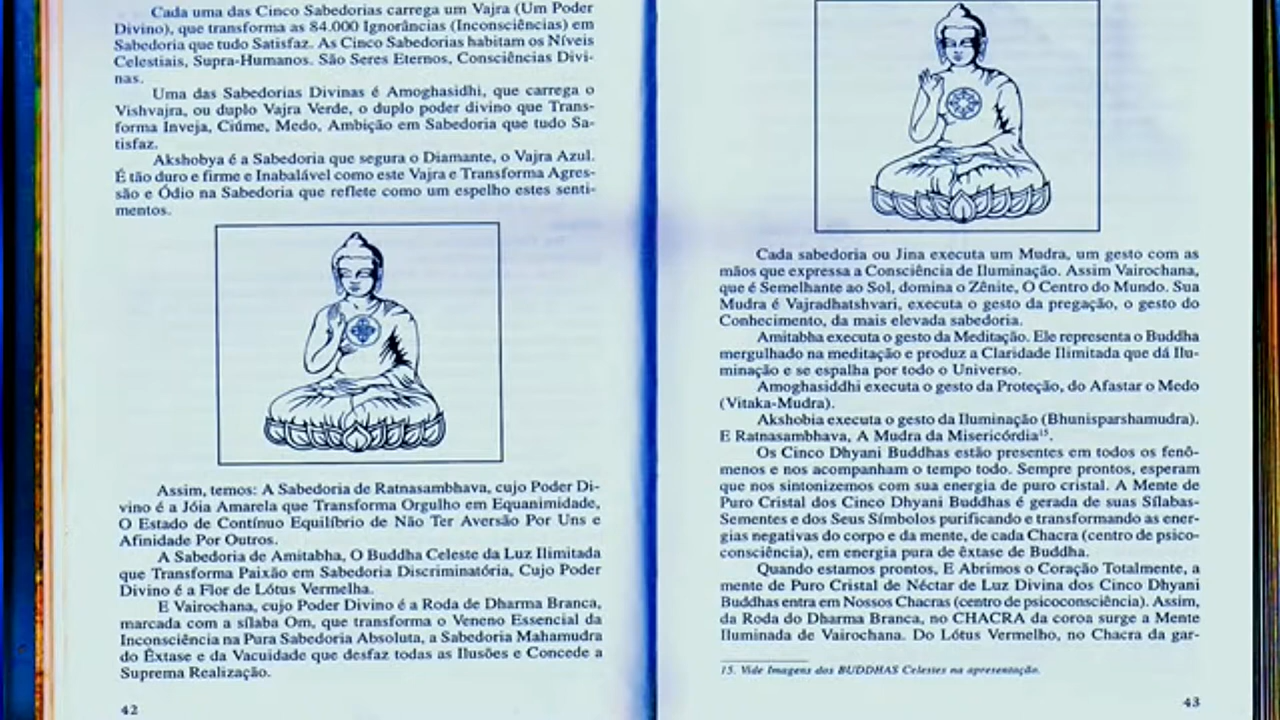 Cada uma das Cinco Sabedorias carrega um Vajra (Um Poder
Divino), que transforma as 84.000 Ignorâncias (Inconsciências) em
Sabedoria que tudo Satisfaz. As Cinco Sabedorias habitam os Níveis
Celestiais, Supra-Humanos. São Seres Eternos, Consciências Divi-
nas.
Uma das Sabedorias Divinas é Amoghasidhi, que carrega o
Vishvajra, ou duplo Vajra Verde, o duplo poder divino que Trans-
forma Inveja, Ciúme, Medo, Ambição em Sabedoria que tudo Sa-
tisfaz.
Akshobya é a Sabedoria que segura o Diamante, o Vajra Azul.
É tão duro e firme e Inabalável como este Vajra e Transforma Agres-
são e Ódio na Sabedoria que reflete como um espelho estes senti-
mentos.
Assim, temos: A Sabedoria de Ratnasambhava, cujo Poder Di-
vino é a Jóia Amarela que Transforma Orgulho em Equanimidade,
O Estado de Contínuo Equilíbrio de Não Ter Aversão Por Uns e
Afinidade Por Outros.
A Sabedoria de Amitabha, O Buddha Celeste da Luz Ilimitada
que Transforma Paixão em Sabedoria Discriminatória, Cujo Poder
Divino é a Flor de Lótus Vermelha.
E Vairochana, cujo Poder Divino é a Roda de Dharma Branca,
marcada com a sílaba Om, que transforma o Veneno Essencial da
Inconsciência na Pura Sabedoria Absoluta, a Sabedoria Mahamudra
do Êxtase e da Vacuidade que desfaz todas as Ilusões e Concede a
Suprema Realização.
42
Cada sabedoria ou Jina executa um Mudra, um gesto com as
mãos que expressa a Consciência de Iluminação. Assim Vairochana,
que é Semelhante ao Sol, domina o Zênite, O Centro do Mundo. Sua
Mudra é Vajradhatshvari, executa o gesto da pregação, o gesto do
Conhecimento, da mais elevada sabedoria.
Amitabha executa o gesto da Meditação. Ele representa o Buddha
mergulhado na meditação e produz a Claridade Ilimitada que dá Ilu-
minação e se espalha por todo o Universo.
Amoghasiddhi executa o gesto da Proteção, do Afastar o Medo
(Vitaka-Mudra).
Akshobia executa o gesto da Iluminação (Bhunisparshamudra).
E Ratnasambhava, A Mudra da Misericórdia¹⁵.
Os Cinco Dhyani Buddhas estão presentes em todos os fenô-
menos e nos acompanham o tempo todo. Sempre prontos, esperam
que nos sintonizemos com sua energia de puro cristal. A Mente de
Puro Cristal dos Cinco Dhyani Buddhas é gerada de suas Sílabas-
Sementes e dos Seus Símbolos purificando e transformando as ener-
gias negativas do corpo e da mente, de cada Chacra (centro de psico-
consciência), em energia pura de êxtase de Buddha.
Quando estamos prontos, E Abrimos o Coração Totalmente, a
mente de Puro Cristal de Néctar de Luz Divina dos Cinco Dhyani
Buddhas entra em Nossos Chacras (centro de psicoconsciência). Assim,
da Roda do Dharma Branca, no CHACRA da coroa surge a Mente
Iluminada de Vairochana. Do Lótus Vermelho, no Chacra da gar-
15. Vide Imagens dos BUDDHAS Celestes na apresentação.
43